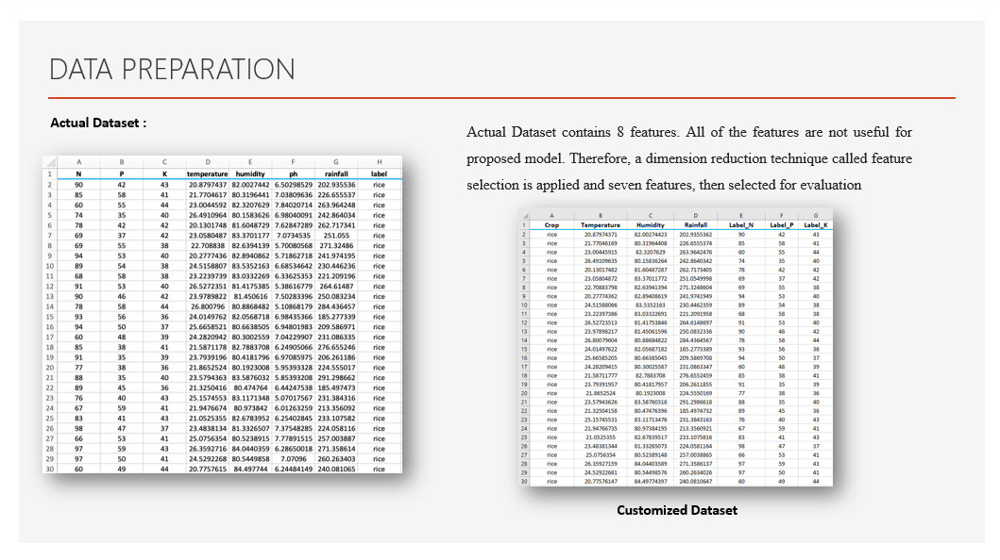 DATA PREPARATION
Actual Dataset :
A B C D E F G H
1 N P K temperature humidity ph rainfall label
2 90 42 43 20.8797437 82.0027442 6.50298529 202.935536 rice
3 85 58 41 21.7704617 80.3196441 7.03809636 226.655537 rice
4 60 55 44 23.0044592 82.3207629 7.84020714 263.964248 rice
5 74 35 40 26.4910964 80.1583626 6.98040091 242.864034 rice
6 78 42 42 20.1301748 81.6048729 7.62847289 262.717341 rice
7 69 37 42 23.0580487 83.3701177 7.0734535 251.055 rice
8 69 55 38 22.708838 82.6394139 5.70080568 271.32486 rice
9 94 53 40 20.2777436 82.8940862 5.71862718 241.974195 rice
10 89 54 38 24.5158807 83.5352163 6.68534642 230.446236 rice
11 68 58 38 23.2239739 83.0332269 6.33625353 221.209196 rice
12 91 53 40 26.5272351 81.4175385 5.38616779 264.61487 rice
13 90 46 42 23.9789822 81.450616 7.50283396 250.083234 rice
14 78 58 44 26.800796 80.8868482 5.10868179 284.436457 rice
15 93 56 36 24.0149762 82.0568718 6.98435366 185.277339 rice
16 94 50 37 25.6658521 80.6638505 6.94801983 209.586971 rice
17 60 48 39 24.2820942 80.3002559 7.04229907 231.086335 rice
18 85 38 41 21.5871178 82.7883708 6.24905066 276.655246 rice
19 91 35 39 23.7939196 80.4181796 6.97085975 206.261186 rice
20 77 38 36 21.8652524 80.1923008 5.95393328 224.555017 rice
21 88 35 40 23.5794363 83.5876032 5.85393208 291.298662 rice
22 89 45 36 21.3250416 80.474764 6.44247538 185.497473 rice
23 76 40 43 25.1574553 83.1171348 5.07017567 231.384316 rice
24 67 59 41 21.9476674 80.973842 6.01263259 213.356092 rice
25 83 41 43 21.0525355 82.6783952 6.25402845 233.107582 rice
26 98 47 37 23.4838134 81.3326507 7.37548285 224.058116 rice
27 66 53 41 25.0756354 80.5238915 7.77891515 257.003887 rice
28 97 59 43 26.3592716 84.0440359 6.28650018 271.358614 rice
29 97 50 41 24.5292268 80.5449858 7.07096 260.263403 rice
30 60 49 44 20.7757615 84.497744 6.24484149 240.081065 rice
Actual Dataset contains 8 features. All of the features are not useful for
proposed model. Therefore, a dimension reduction technique called feature
selection is applied and seven features, then selected for evaluation
A B C D E F G
1 Crop Temperature Humidity Rainfall Label_N Label_P Label_K
2 rice 20.87974371 82.00274423 202.9355362 90 42 43
3 rice 21.77046169 80.31964408 226.6555374 85 58 41
4 rice 23.00445915 82.3207629 263.9642476 60 55 44
5 rice 26.49109635 80.15836264 242.8640342 74 35 40
6 rice 20.13017482 81.60487287 262.7173405 78 42 42
7 rice 23.05804872 83.37011772 251.0549998 69 37 42
8 rice 22.70883798 82.63941394 271.3248604 69 55 38
9 rice 20.27774362 82.89408619 241.9741949 94 53 40
10 rice 24.51588066 83.5352163 230.4462359 89 54 38
11 rice 23.22397386 83.03322691 221.2091958 68 58 38
12 rice 26.52723513 81.41753846 264.6148697 91 53 40
13 rice 23.97898217 81.45061596 250.0832336 90 46 42
14 rice 26.80079604 80.88684822 284.4364567 78 58 44
15 rice 24.01497622 82.05687182 185.2773389 93 56 36
16 rice 25.66585205 80.66385045 209.5869708 94 50 37
17 rice 24.28209415 80.30025587 231.0863347 60 48 39
18 rice 21.58711777 82.7883708 276.6552459 85 38 41
19 rice 23.79391957 80.41817957 206.2611855 91 35 39
20 rice 21.8652524 80.1923008 224.5550169 77 38 36
21 rice 23.57943626 83.58760316 291.2986618 88 35 40
22 rice 21.32504158 80.47476396 185.4974732 89 45 36
23 rice 25.15745531 83.11713476 231.3843163 76 40 43
24 rice 21.94766735 80.97384195 213.3560921 67 59 41
25 rice 21.0525355 82.67839517 233.1075816 83 41 43
26 rice 23.48381344 81.33265073 224.0581164 98 47 37
27 rice 25.0756354 80.52389148 257.0038865 66 53 41
28 rice 26.35927159 84.04403589 271.3586137 97 59 43
29 rice 24.52922681 80.54498576 260.2634026 97 50 41
30 rice 20.77576147 84.49774397 240.0810647 60 49 44
Customized Dataset